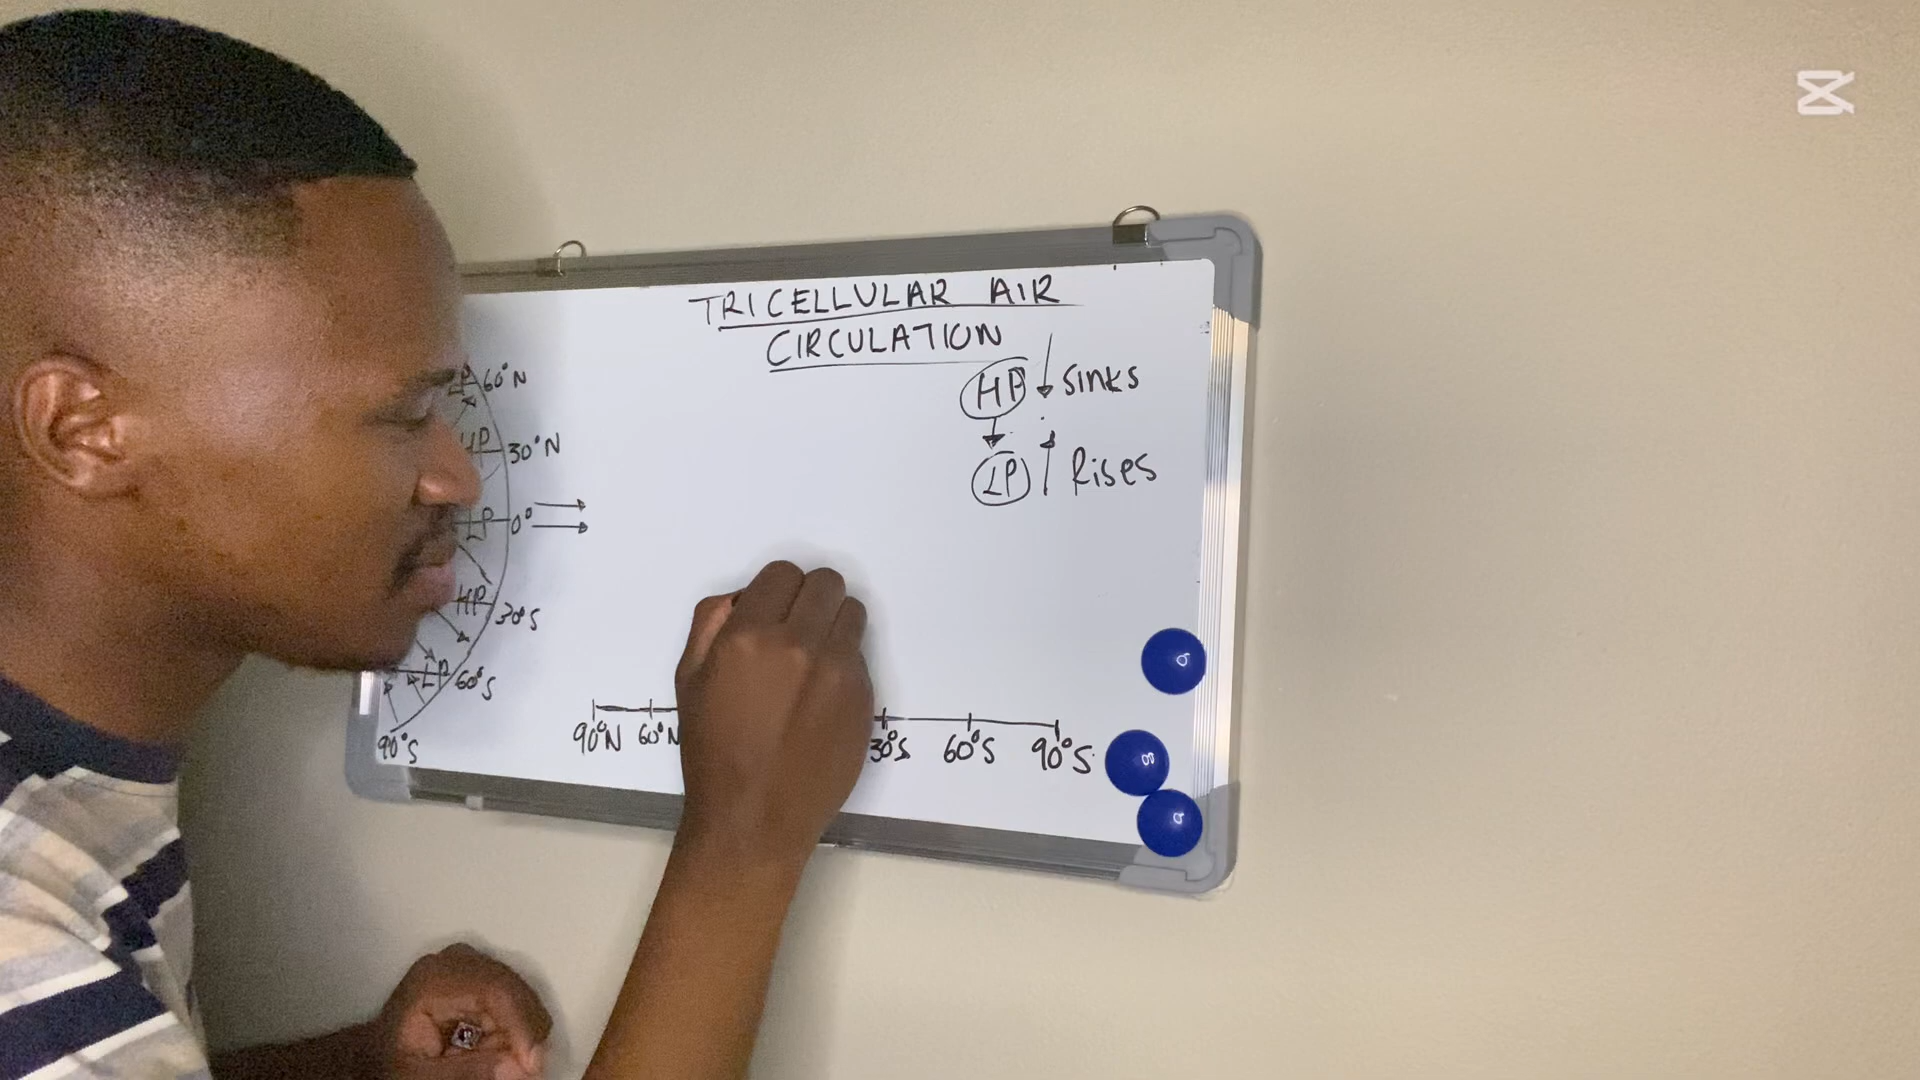 TRICELLULAR AIR
CIRCULATION
HP ↓ Sinks
LP ↑ Rises
LP 60°N
HP 30°N
LP 0°
HP 30°S
LP 60°S
90°S
90°N 60°N 30°S 60°S 90°S